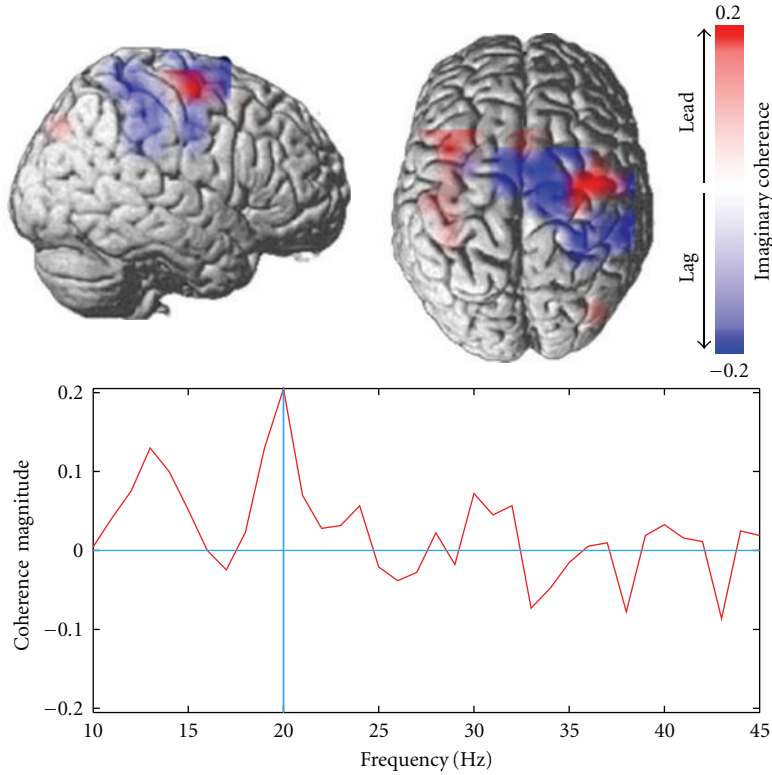 0.2
Lead
Lag
Imaginary coherence
−0.2
0.2
0.1
0
−0.1
−0.2
Coherence magnitude
10 15 20 25 30 35 40 45
Frequency (Hz)